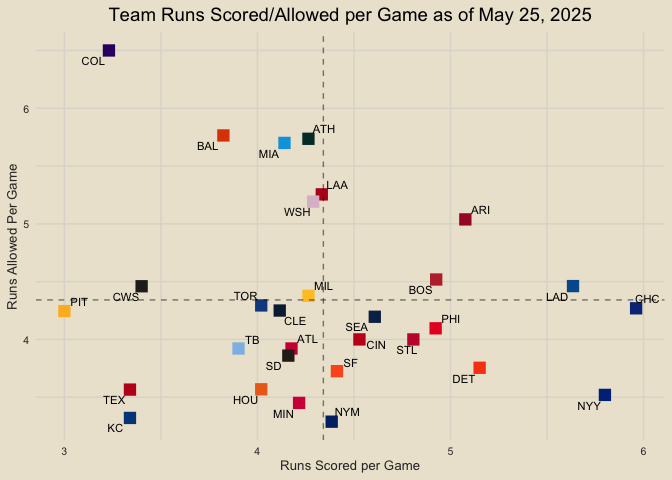 Team Runs Scored/Allowed per Game as of May 25, 2025
COL
6
ATH
BAL
MIA
LAA
WSH
ARI
5
Runs Allowed Per Game
MIL
BOS
TOR
CWS
PIT
LAD
CHC
CLE
SEA
PHI
4
TB
ATL
CIN
STL
SD
SF
DET
TEX
HOU
NYY
MIN
NYM
KC
3
4
5
6
Runs Scored per Game